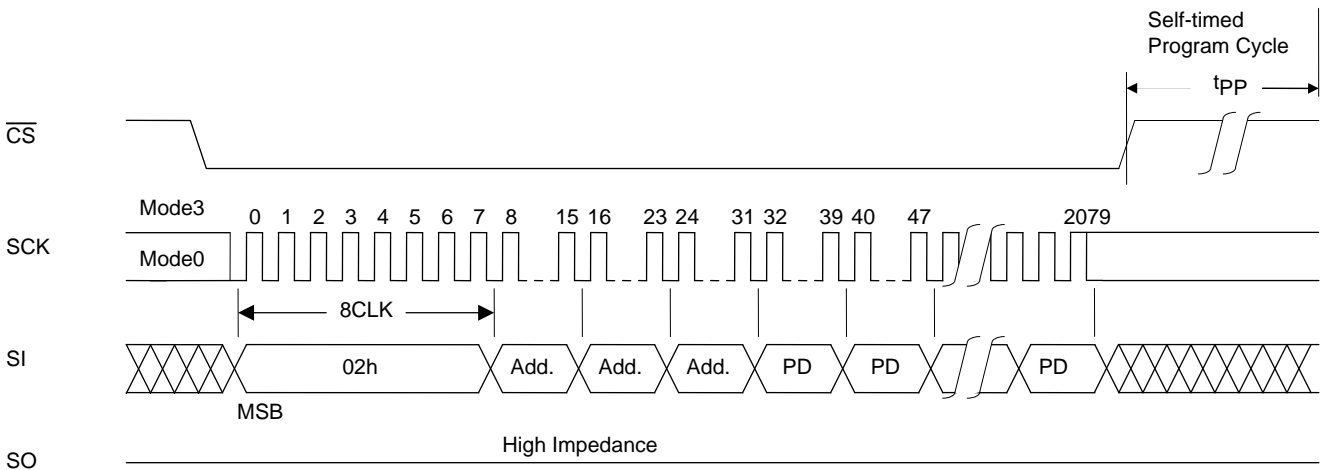 Self-timed
Program Cycle
tPP
CS
Mode3
0 1 2 3 4 5 6 7 8 15 16 23 24 31 32 39 40 47 2079
SCK
Mode0
8CLK
SI
02h Add. Add. Add. PD PD PD
MSB
High Impedance
SO